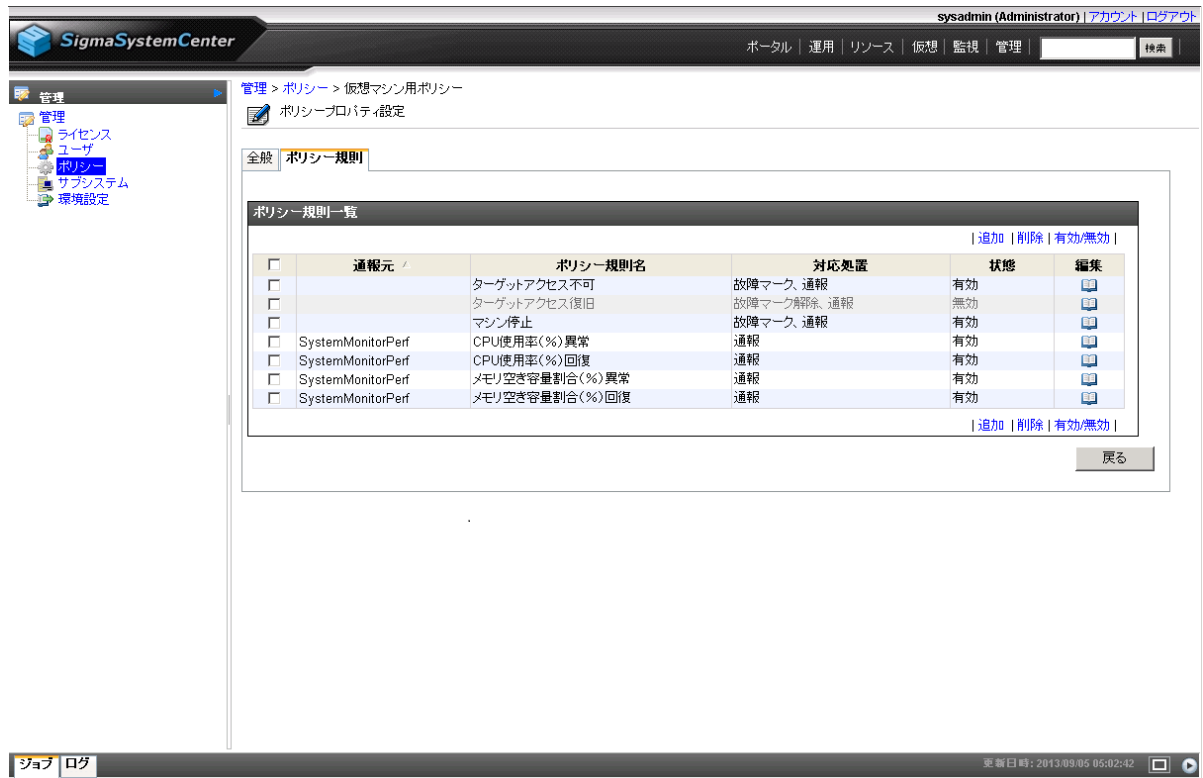 sysadmin (Administrator) | アカウント | ログアウト
SigmaSystemCenter
ポータル | 運用 | リソース | 仮想 | 監視 | 管理 | 検索 |
管理
管理
ライセンス
ユーザ
ポリシー
サブシステム
環境設定
管理 > ポリシー > 仮想マシン用ポリシー
ポリシープロパティ設定
全般 ポリシー規則
ポリシー規則一覧
| 追加 | 削除 | 有効/無効 |
通報元 ポリシー規則名 対応処置 状態 編集
ターゲットアクセス不可 故障マーク、通報 有効
ターゲットアクセス復旧 故障マーク解除、通報 無効
マシン停止 故障マーク、通報 有効
SystemMonitorPerf CPU使用率(%)異常 通報 有効
SystemMonitorPerf CPU使用率(%)回復 通報 有効
SystemMonitorPerf メモリ空き容量割合(%)異常 通報 有効
SystemMonitorPerf メモリ空き容量割合(%)回復 通報 有効
| 追加 | 削除 | 有効/無効 |
戻る
ジョブ ログ
更新日時: 2013/09/05 05:02:42